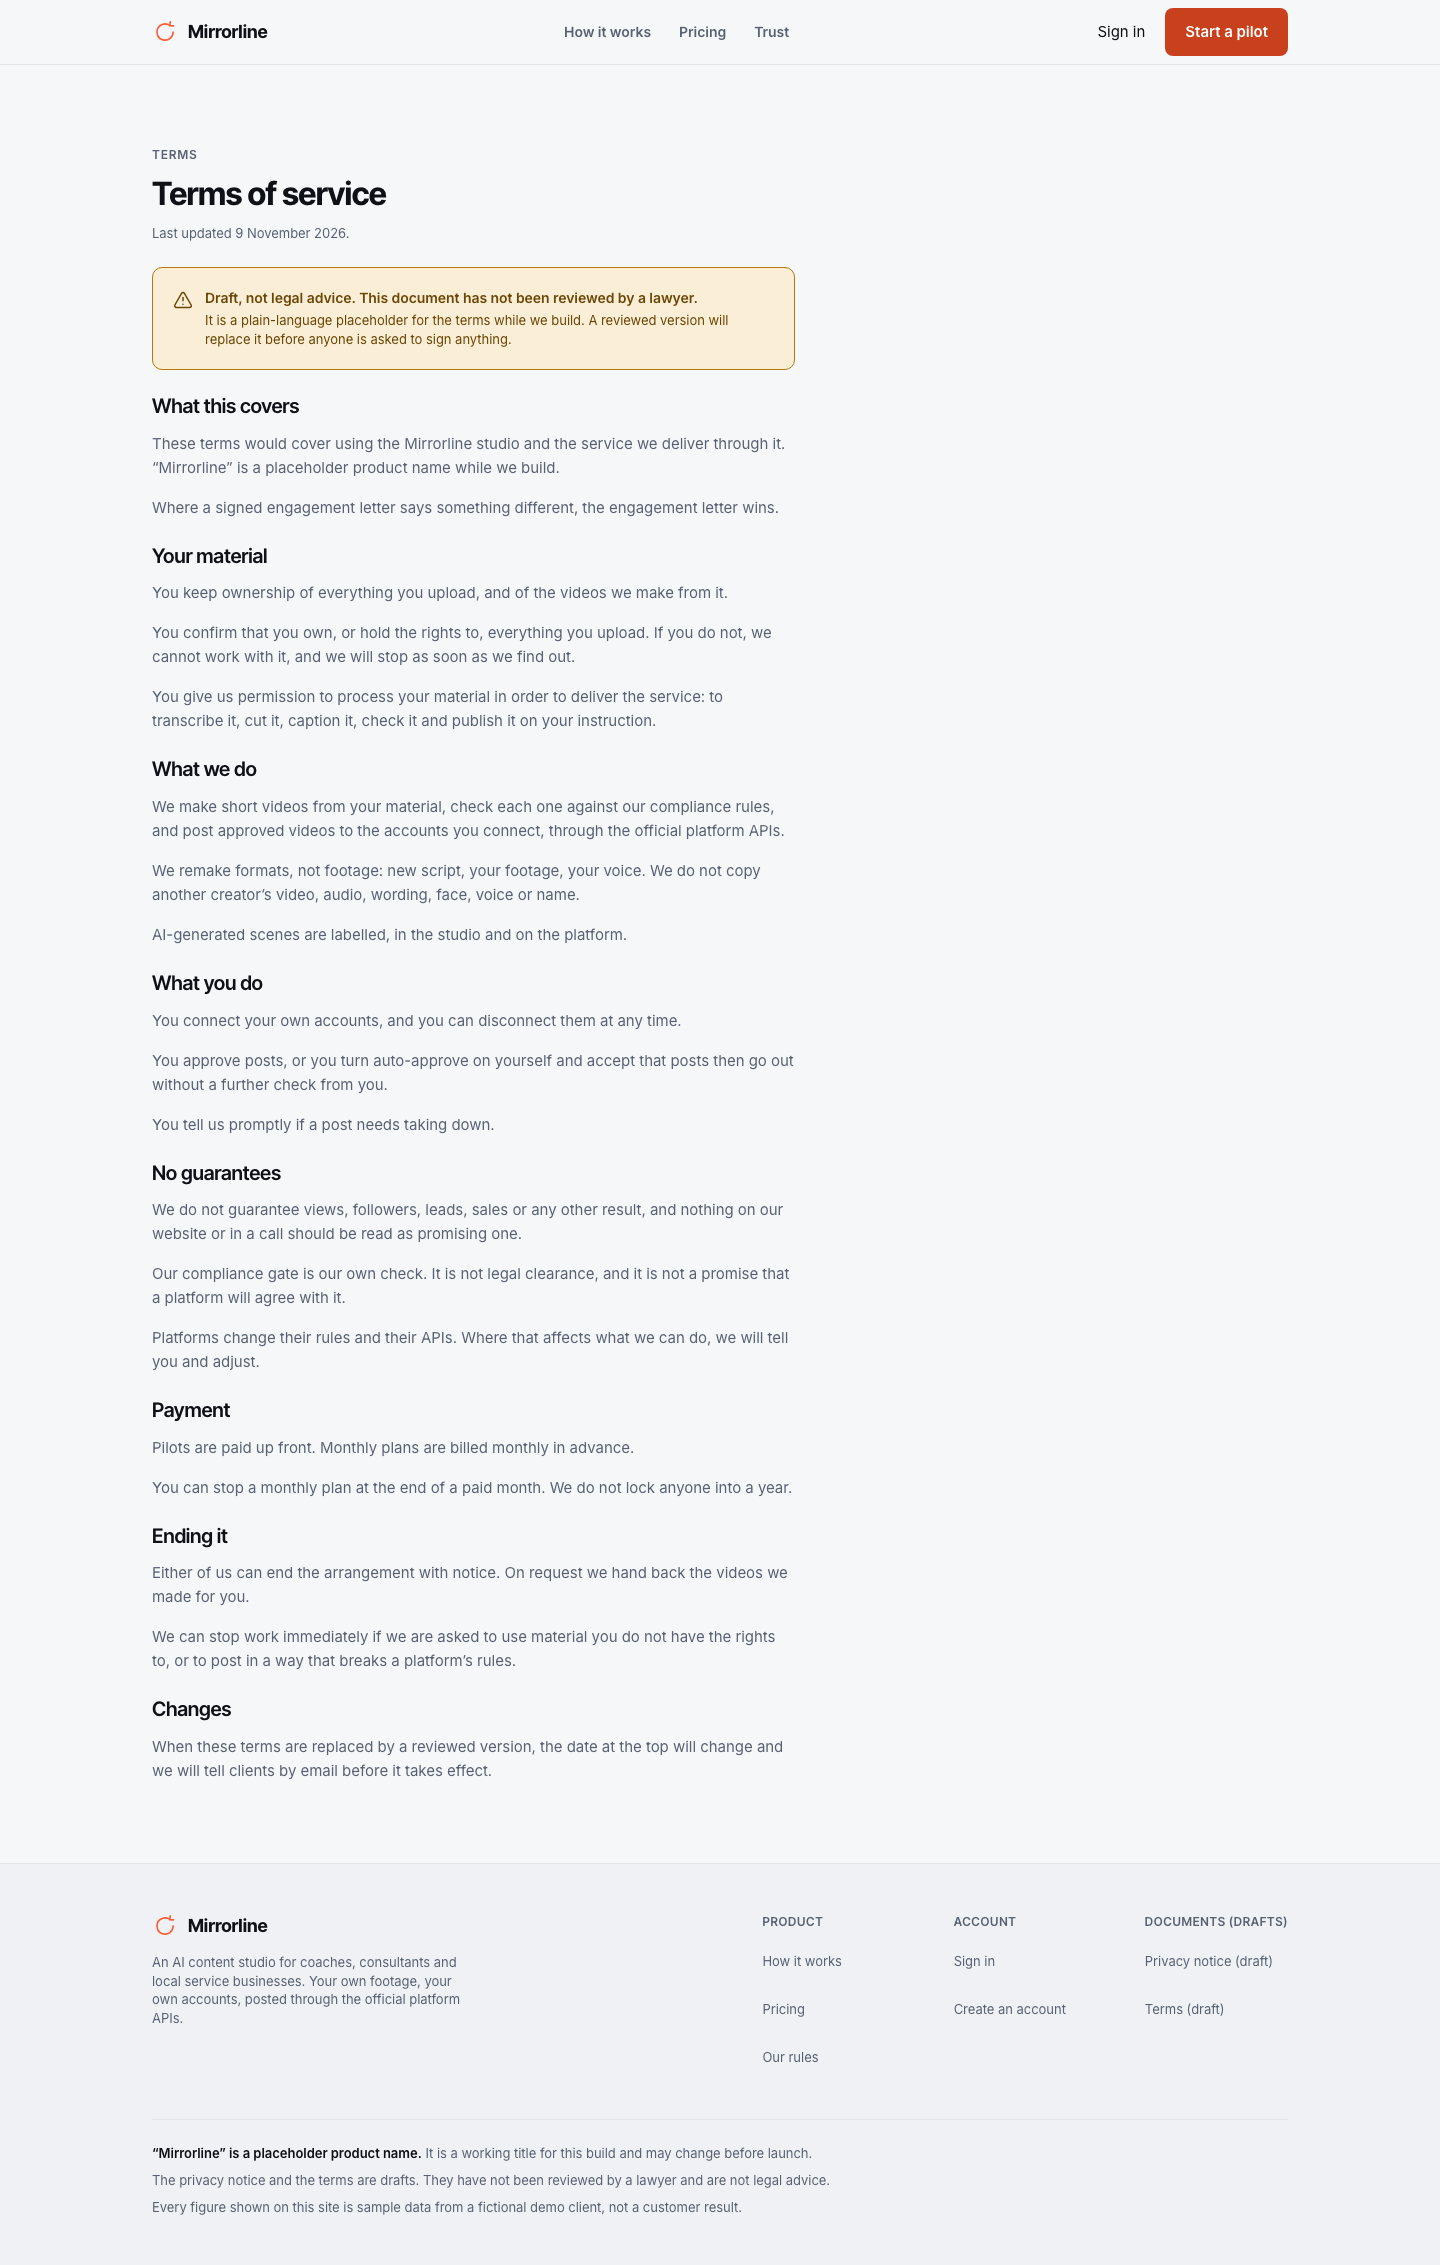 Mirrorline
How it works
Pricing
Trust
Sign in
Start a pilot
TERMS
Terms of service
Last updated 9 November 2026.
Draft, not legal advice. This document has not been reviewed by a lawyer.
It is a plain-language placeholder for the terms while we build. A reviewed version will
replace it before anyone is asked to sign anything.
What this covers
These terms would cover using the Mirrorline studio and the service we deliver through it.
“Mirrorline” is a placeholder product name while we build.
Where a signed engagement letter says something different, the engagement letter wins.
Your material
You keep ownership of everything you upload, and of the videos we make from it.
You confirm that you own, or hold the rights to, everything you upload. If you do not, we
cannot work with it, and we will stop as soon as we find out.
You give us permission to process your material in order to deliver the service: to
transcribe it, cut it, caption it, check it and publish it on your instruction.
What we do
We make short videos from your material, check each one against our compliance rules,
and post approved videos to the accounts you connect, through the official platform APIs.
We remake formats, not footage: new script, your footage, your voice. We do not copy
another creator’s video, audio, wording, face, voice or name.
AI-generated scenes are labelled, in the studio and on the platform.
What you do
You connect your own accounts, and you can disconnect them at any time.
You approve posts, or you turn auto-approve on yourself and accept that posts then go out
without a further check from you.
You tell us promptly if a post needs taking down.
No guarantees
We do not guarantee views, followers, leads, sales or any other result, and nothing on our
website or in a call should be read as promising one.
Our compliance gate is our own check. It is not legal clearance, and it is not a promise that
a platform will agree with it.
Platforms change their rules and their APIs. Where that affects what we can do, we will tell
you and adjust.
Payment
Pilots are paid up front. Monthly plans are billed monthly in advance.
You can stop a monthly plan at the end of a paid month. We do not lock anyone into a year.
Ending it
Either of us can end the arrangement with notice. On request we hand back the videos we
made for you.
We can stop work immediately if we are asked to use material you do not have the rights
to, or to post in a way that breaks a platform’s rules.
Changes
When these terms are replaced by a reviewed version, the date at the top will change and
we will tell clients by email before it takes effect.
Mirrorline
An AI content studio for coaches, consultants and
local service businesses. Your own footage, your
own accounts, posted through the official platform
APIs.
PRODUCT
How it works
Pricing
Our rules
ACCOUNT
Sign in
Create an account
DOCUMENTS (DRAFTS)
Privacy notice (draft)
Terms (draft)
“Mirrorline” is a placeholder product name. It is a working title for this build and may change before launch.
The privacy notice and the terms are drafts. They have not been reviewed by a lawyer and are not legal advice.
Every figure shown on this site is sample data from a fictional demo client, not a customer result.